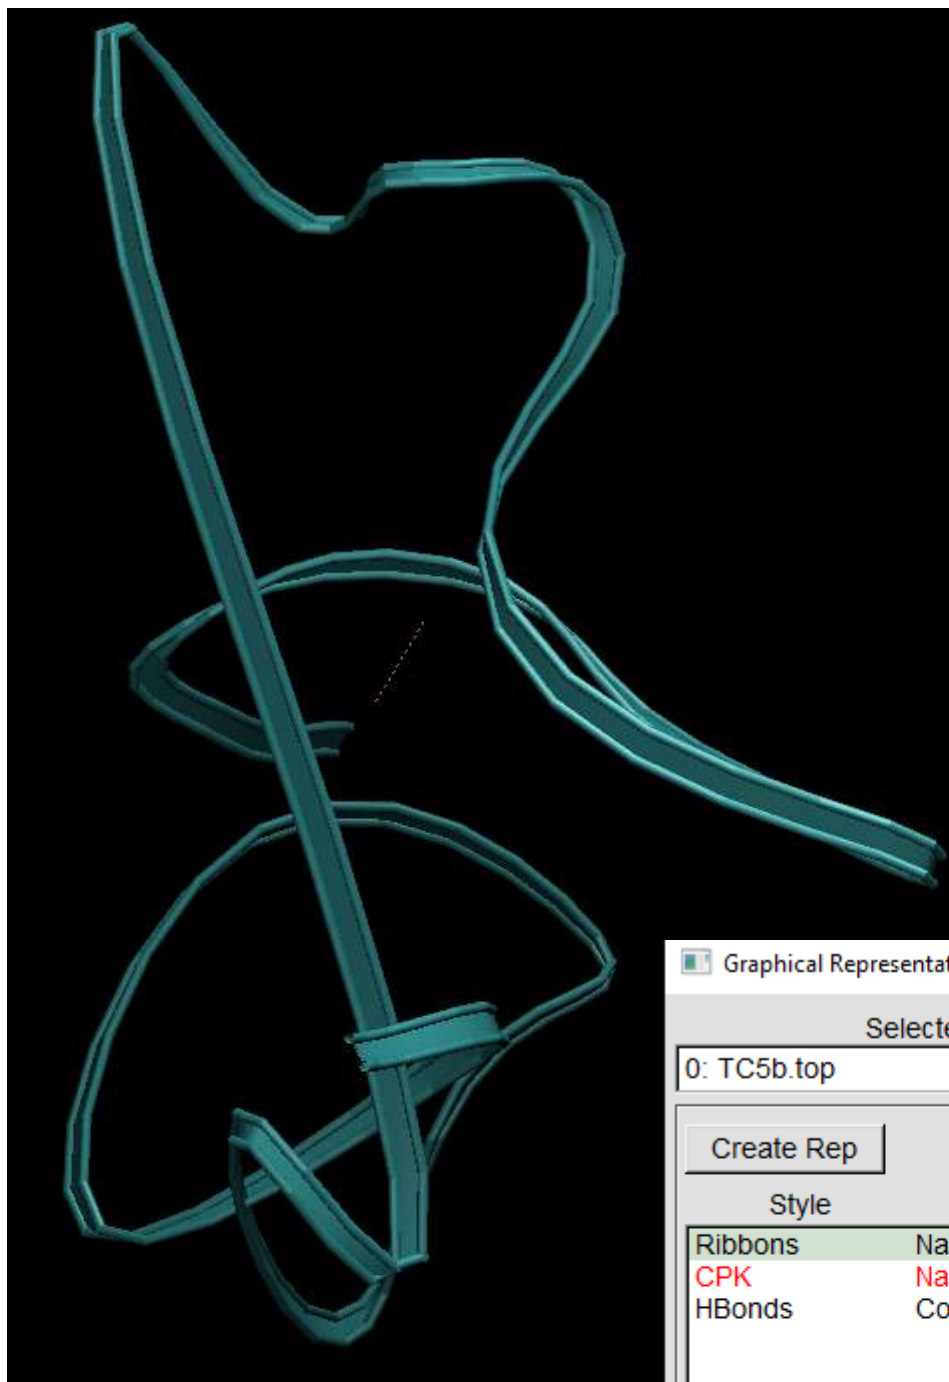 Graphical Representat
Selecte
0: TC5b.top
Create Rep
Style
Ribbons Na
CPK Na
HBonds Co